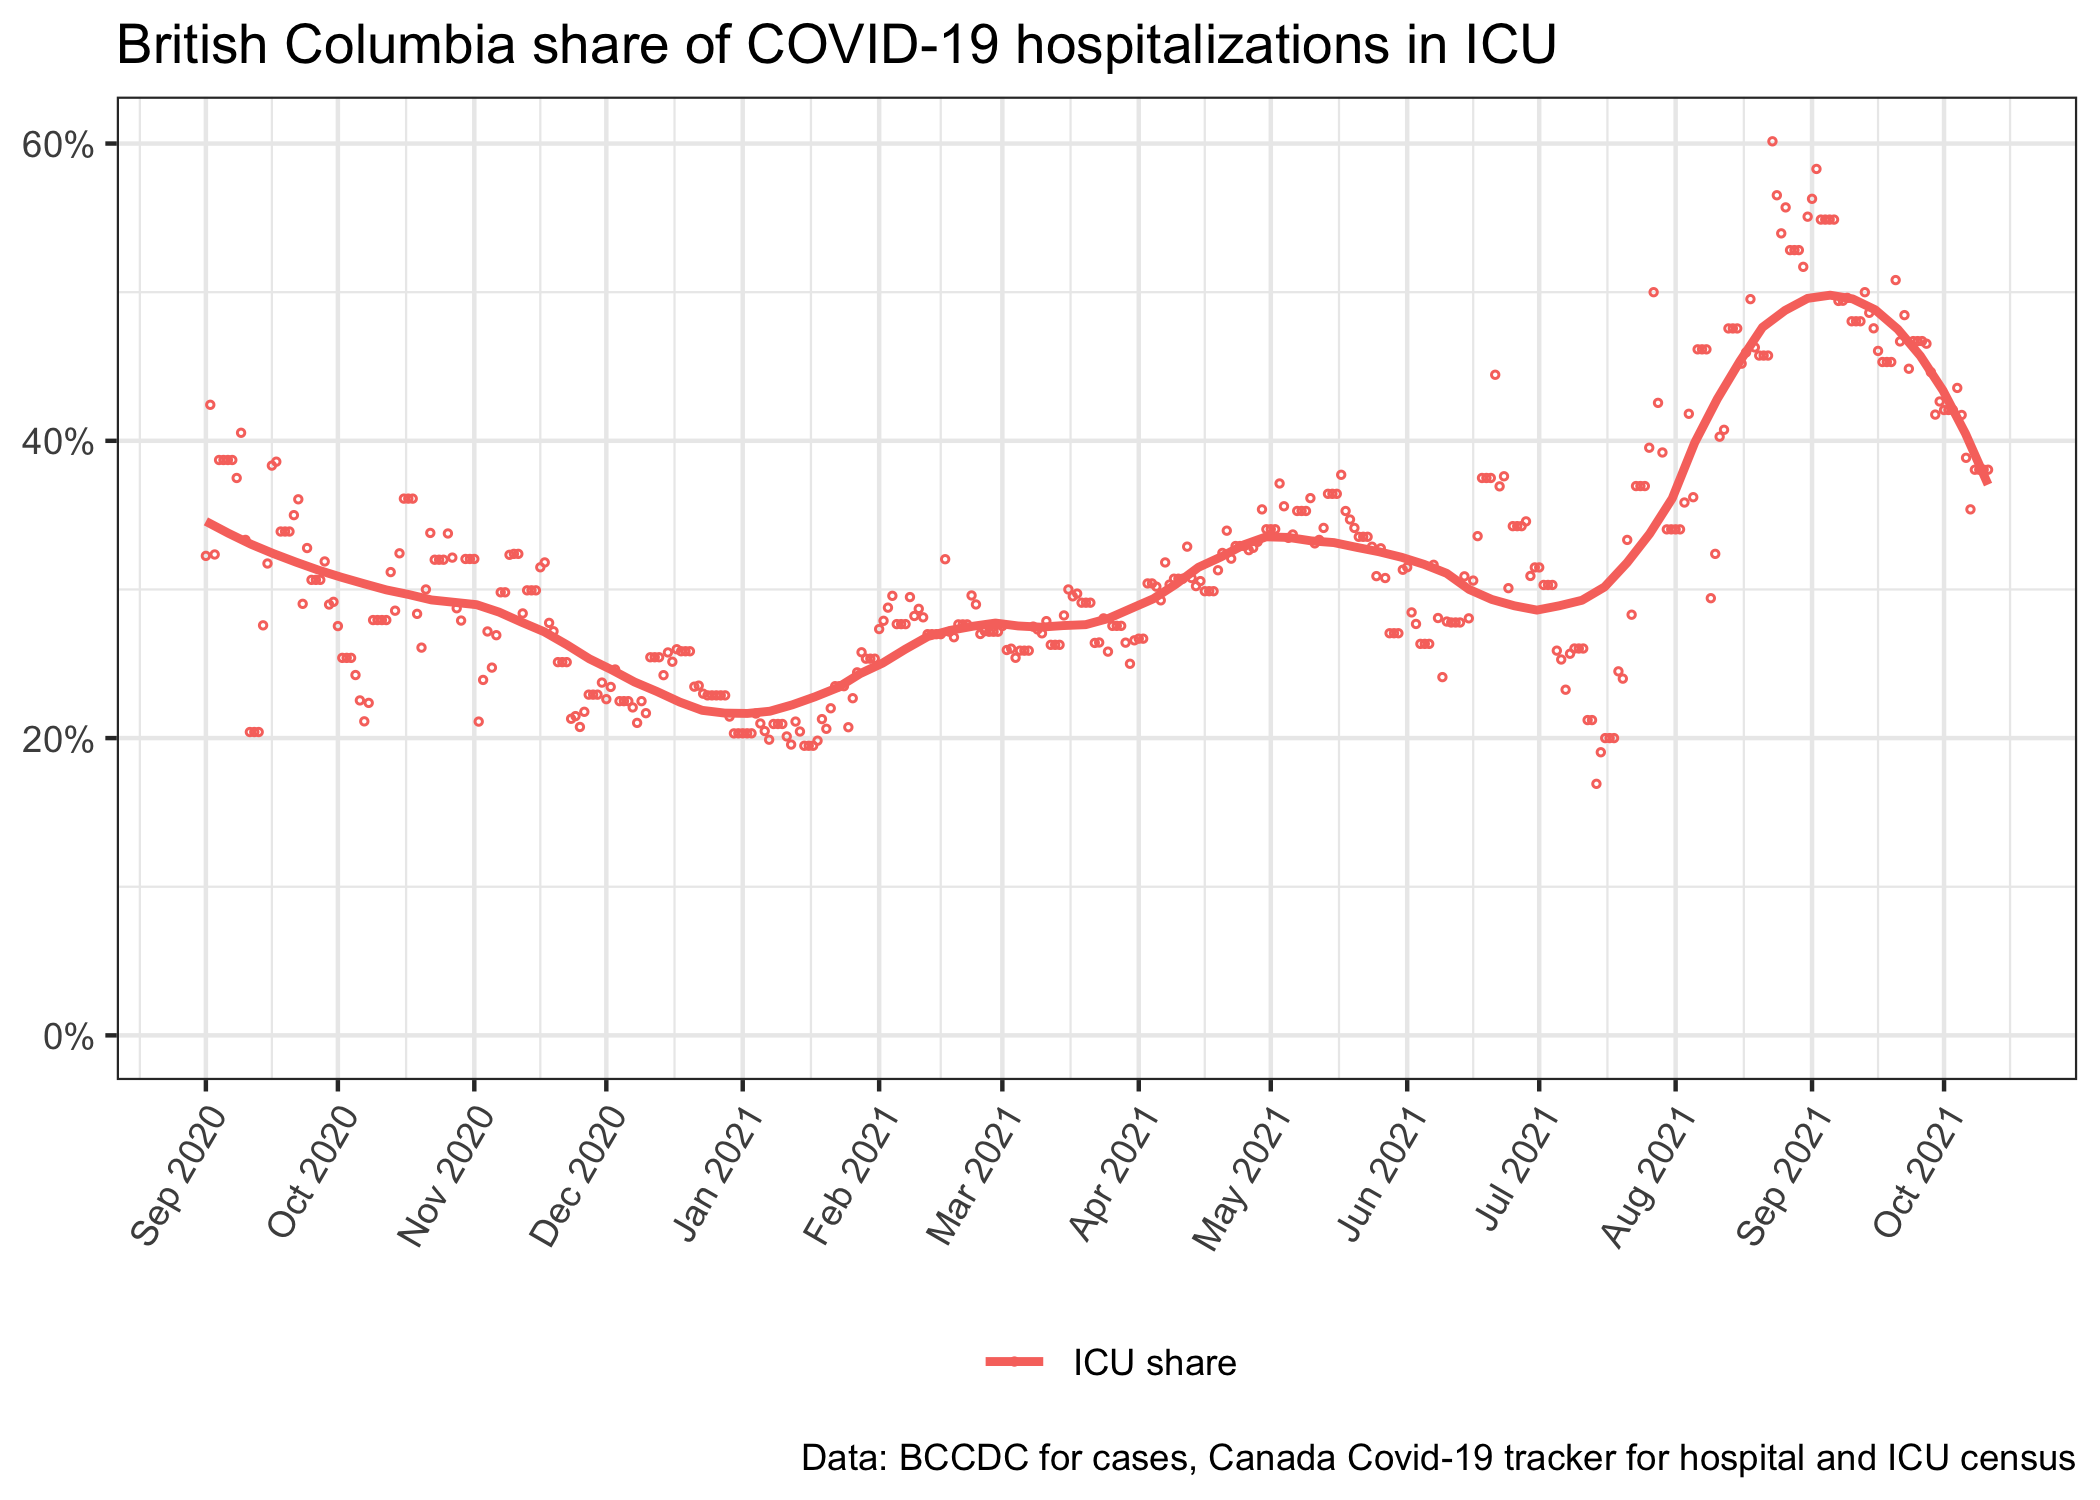 British Columbia share of COVID-19 hospitalizations in ICU
60%
40%
20%
0%
Sep 2020
Oct 2020
Nov 2020
Dec 2020
Jan 2021
Feb 2021
Mar 2021
Apr 2021
May 2021
Jun 2021
Jul 2021
Aug 2021
Sep 2021
Oct 2021
ICU share
Data: BCCDC for cases, Canada Covid-19 tracker for hospital and ICU census